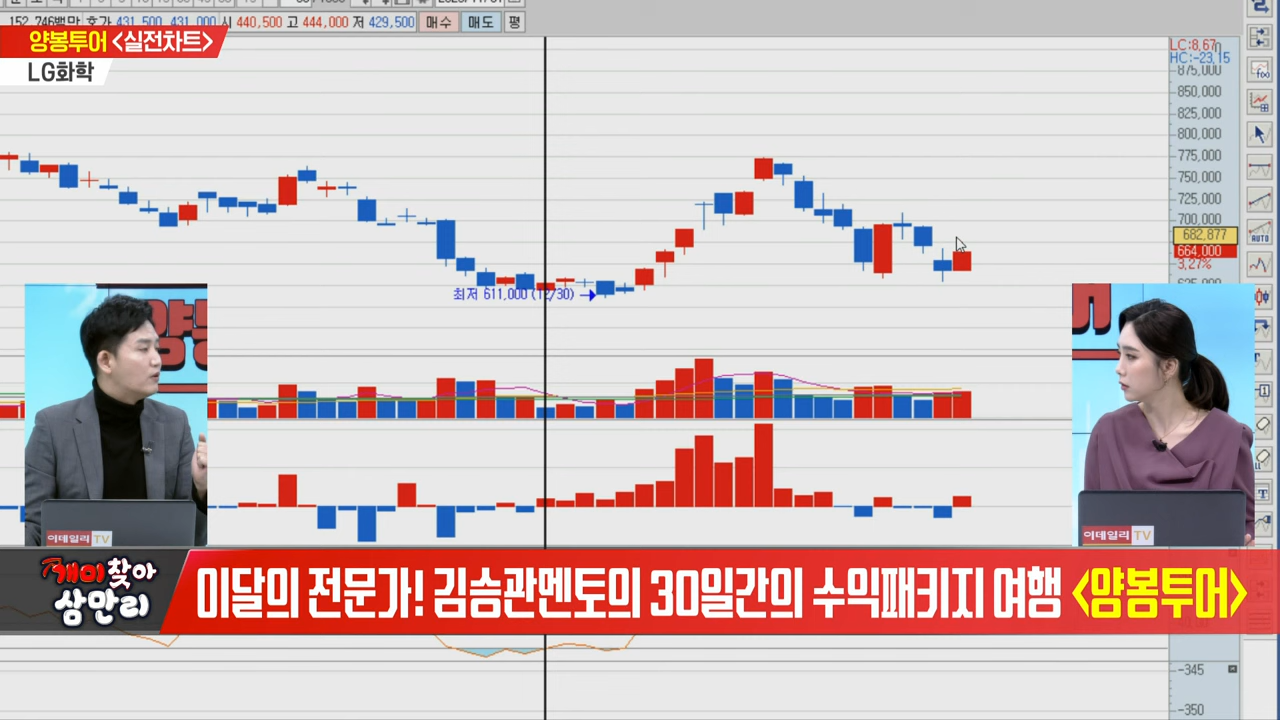 152,746백만 호가 431,500 431,000 시 440,500 고 444,000 저 429,500 매수 매도 평
양봉투어 <실전차트>
LG화학
LC:8,67
HC:-23,15
875,000
850,000
825,000
800,000
775,000
750,000
725,000
700,000
682,877
664,000
3,27%
최저 611,000 (12/30)
AUTO
이데일리TV
이데일리TV
개미찾아
삼만리
이달의 전문가! 김승관멘토의 30일간의 수익패키지 여행 <양봉투어>
-345
-350